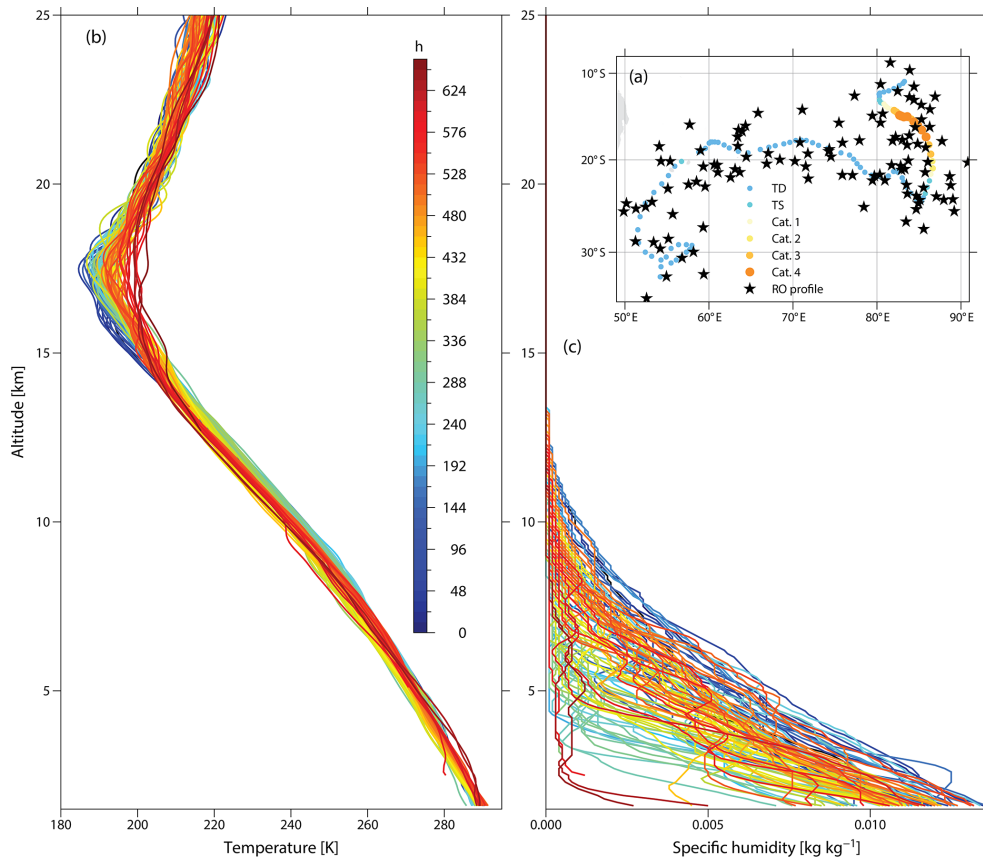 (b)
25
20
15
10
5
Altitude [km]
180
200
220
240
260
280
Temperature [K]
h
624
576
528
480
432
384
336
288
240
192
144
96
48
0
25
20
15
10
5
(a)
10°S
20°S
30°S
50°E
60°E
70°E
80°E
90°E
TD
TS
Cat. 1
Cat. 2
Cat. 3
Cat. 4
RO profile
(c)
0.000
0.005
0.010
Specific humidity [kg kg⁻¹]